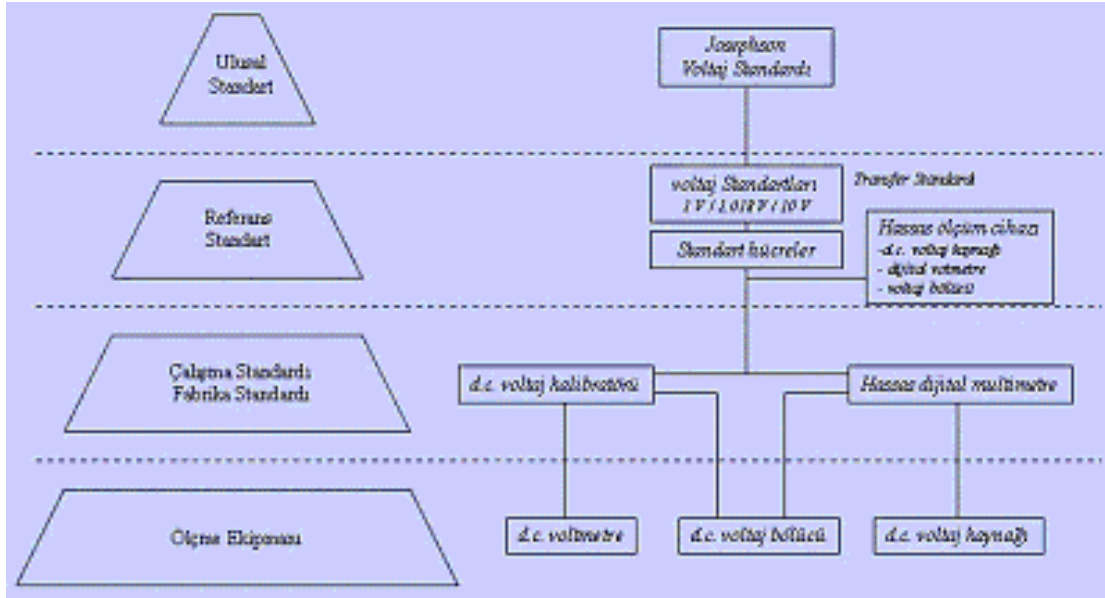 Ulusal
Standart
Josephson
Voltaj Standardı
Referans
Standart
voltaj Standartları
1 V / 1.018 V / 10 V
Transfer Standardı
Standart hücreler
Hassas ölçüm cihazı
-d.c. voltaj kaynağı
- dijital votmetre
- voltaj bölücü
Çalışma Standardı
Fabrika Standardı
d.c. voltaj kalibratörü
Hassas dijital multimetre
Ölçme Ekipmanı
d.c. voltmetre
d.c. voltaj bölücü
d.c. voltaj kaynağı